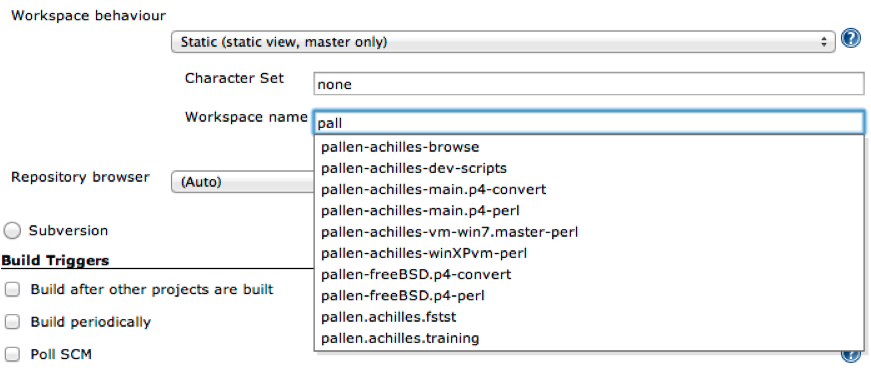 Workspace behaviour
Static (static view, master only)
Character Set
none
Workspace name
pall
pallen-achilles-browse
pallen-achilles-dev-scripts
pallen-achilles-main.p4-convert
pallen-achilles-main.p4-perl
pallen-achilles-vm-win7.master-perl
pallen-achilles-winXPvm-perl
pallen-freeBSD.p4-convert
pallen-freeBSD.p4-perl
pallen.achilles.fstst
pallen.achilles.training
Repository browser
(Auto)
Subversion
Build Triggers
Build after other projects are built
Build periodically
Poll SCM